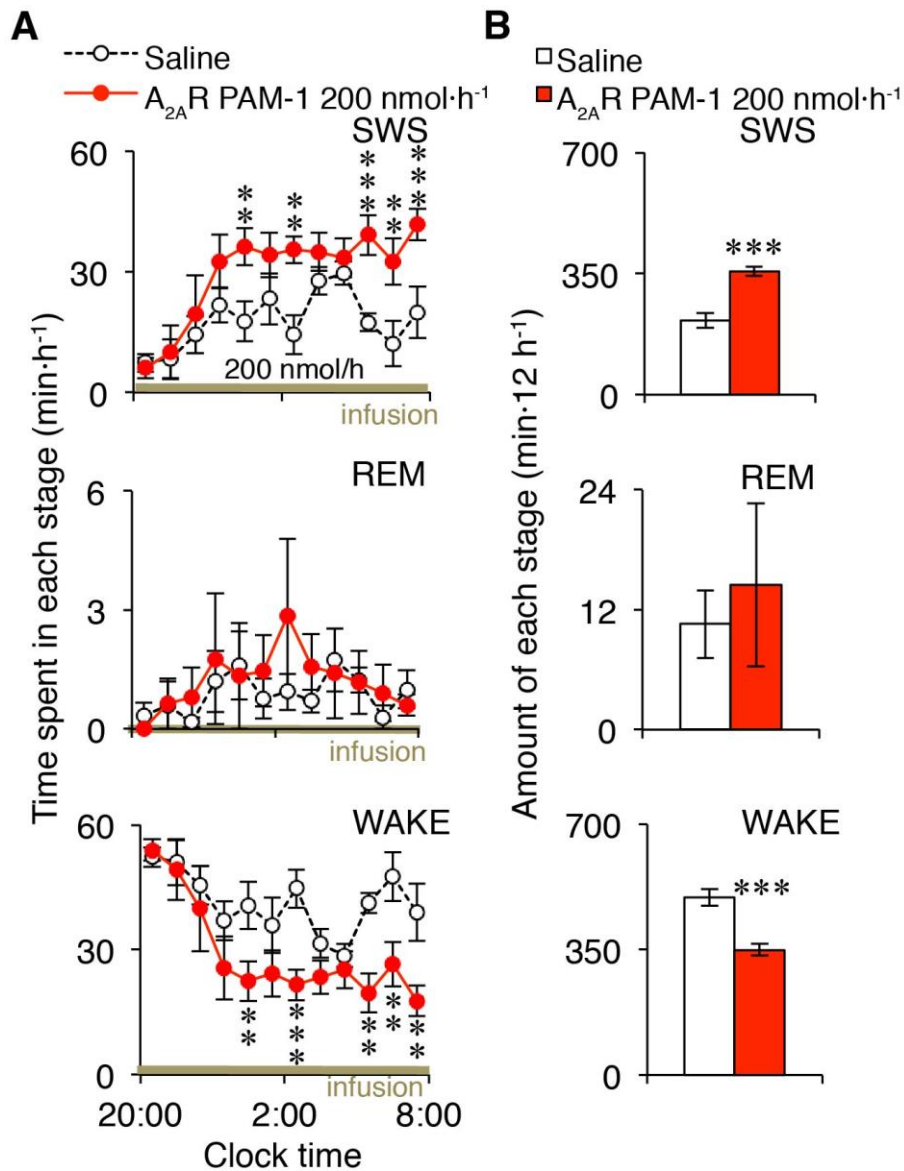 A
Saline
A2AR PAM-1 200 nmol·h-1
Time spent in each stage (min·h-1)
SWS
60
30
0
** ** *** ** ***
200 nmol/h
infusion
REM
6
3
0
infusion
WAKE
60
30
0
** *** ** ** **
infusion
20:00 2:00 8:00
Clock time
B
Saline
A2AR PAM-1 200 nmol·h-1
Amount of each stage (min·12 h-1)
SWS
700
350
0
***
REM
24
12
0
WAKE
700
350
0
***